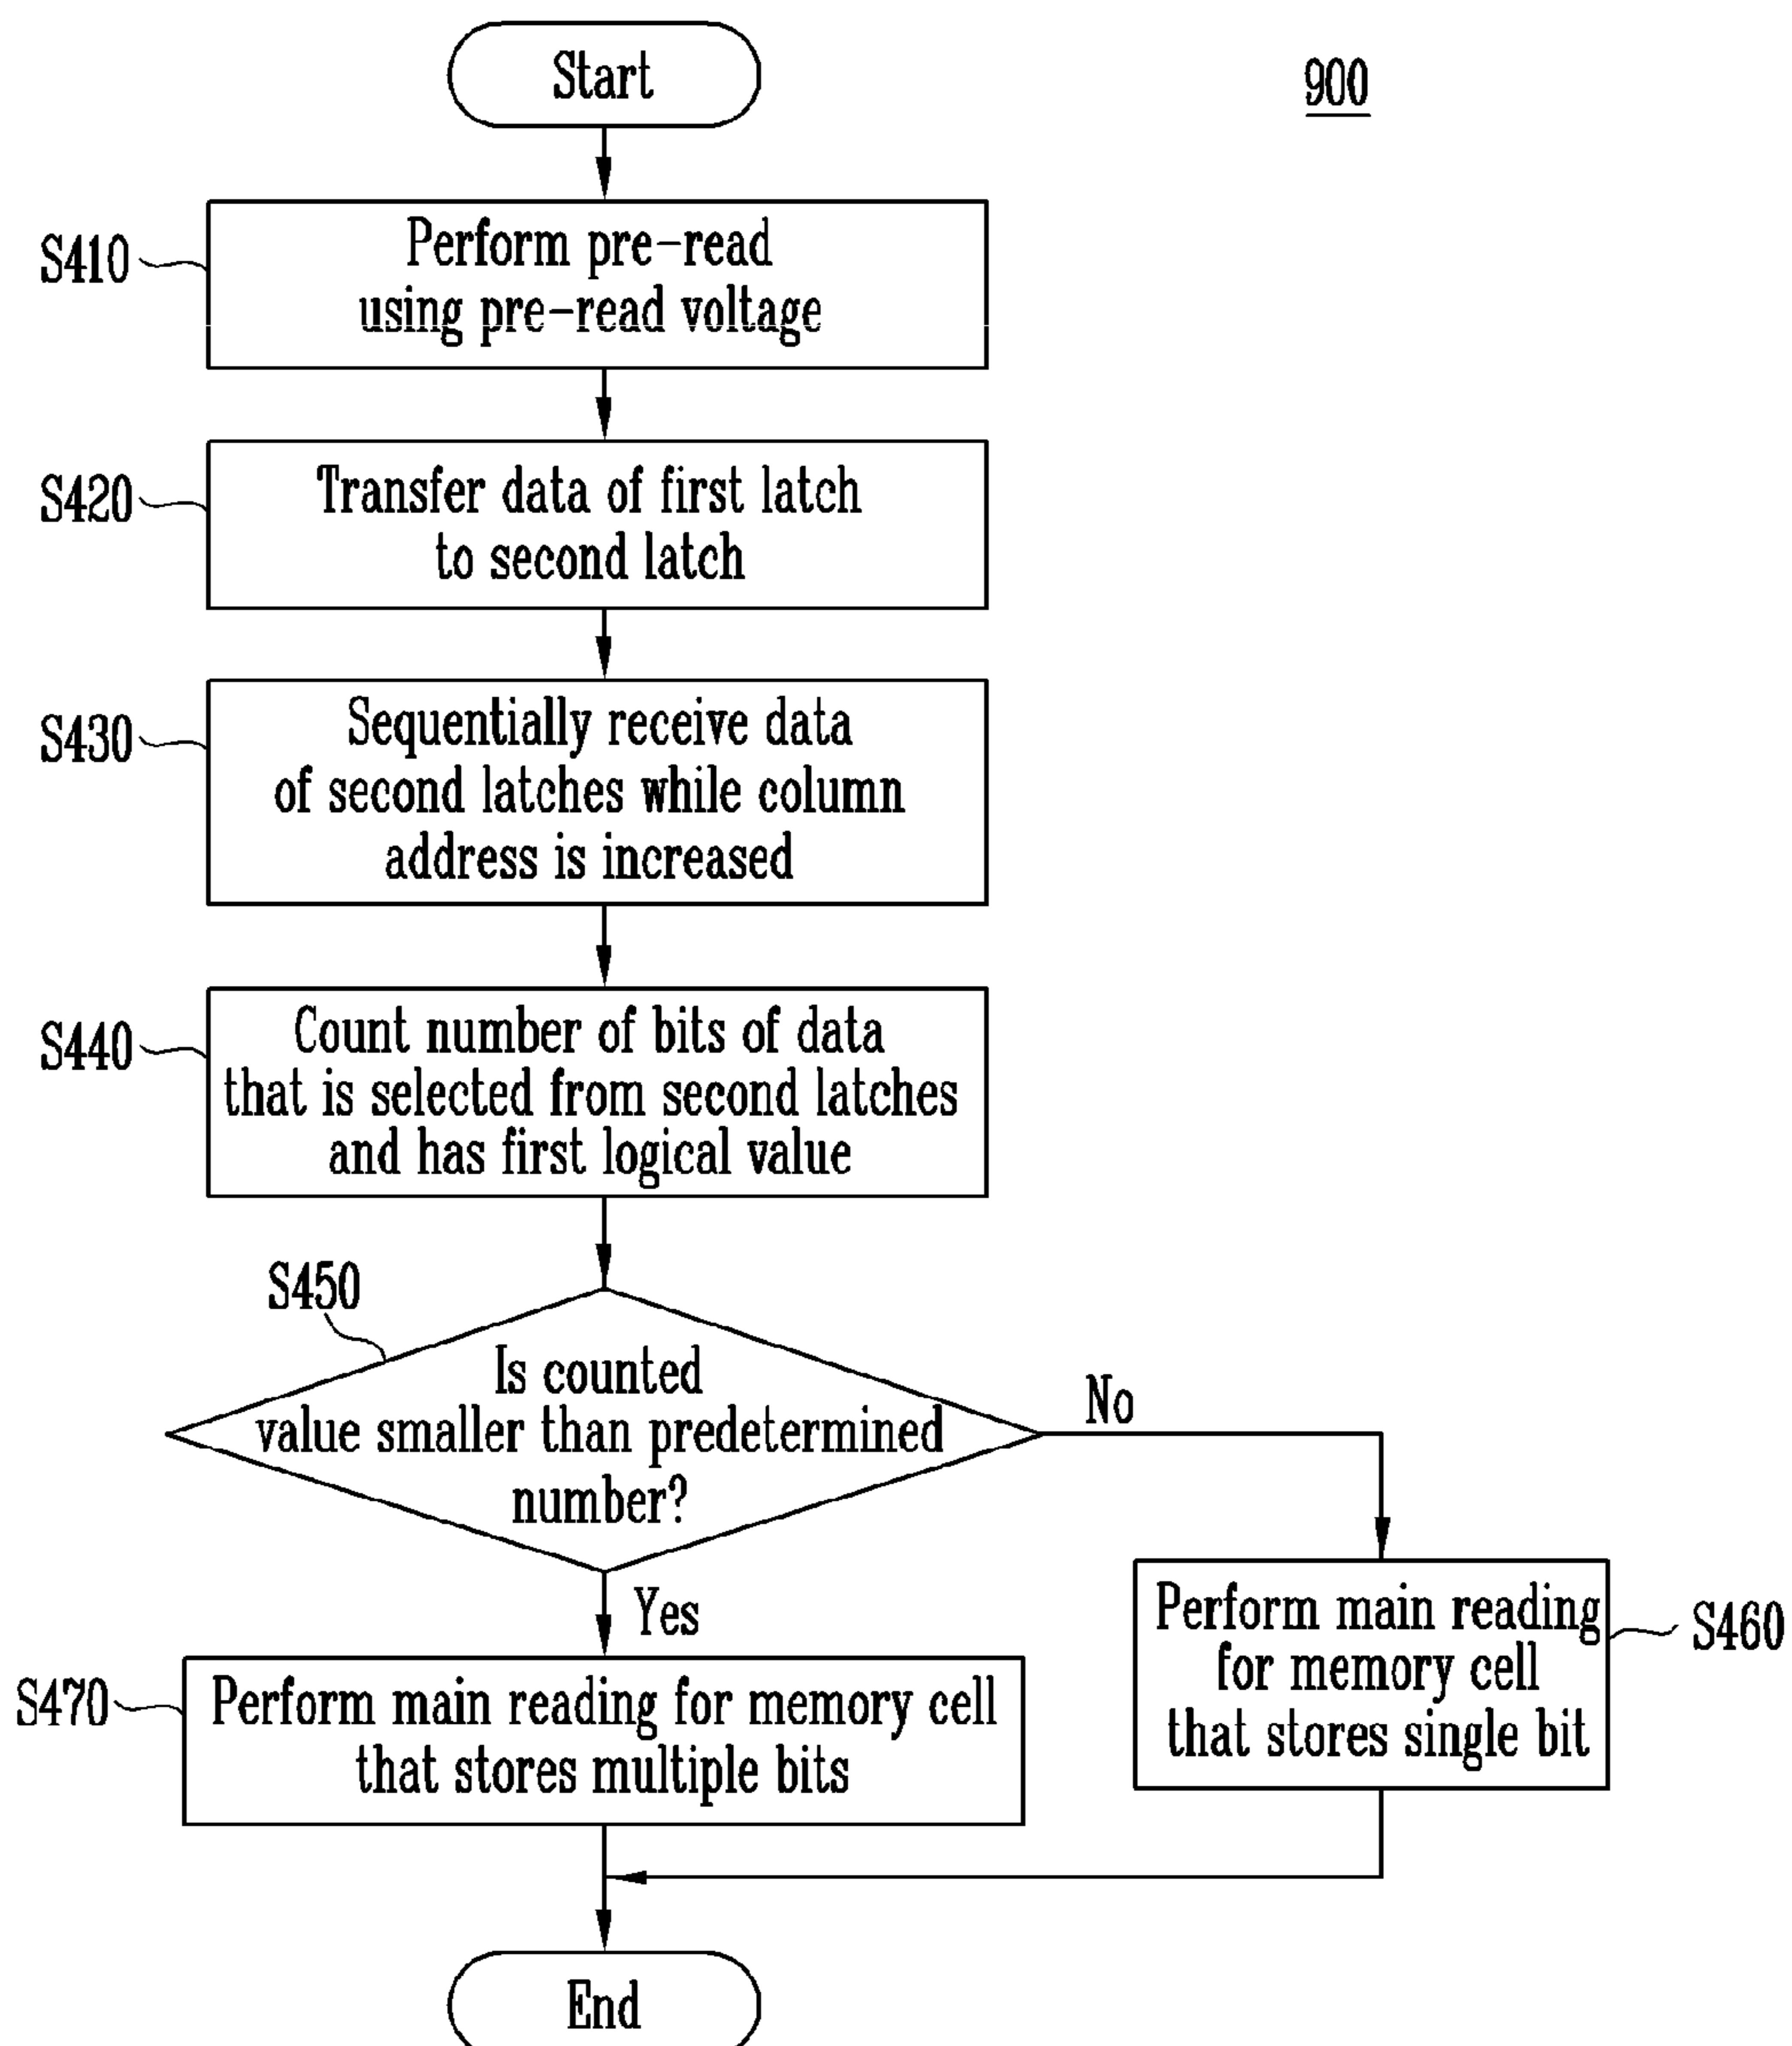 Start
900
S410
Perform pre-read
using pre-read voltage
S420
Transfer data of first latch
to second latch
S430
Sequentially receive data
of second latches while column
address is increased
S440
Count number of bits of data
that is selected from second latches
and has first logical value
S450
Is counted
value smaller than predetermined
number?
No
Yes
Perform main reading
for memory cell
that stores single bit
S460
S470
Perform main reading for memory cell
that stores multiple bits
End